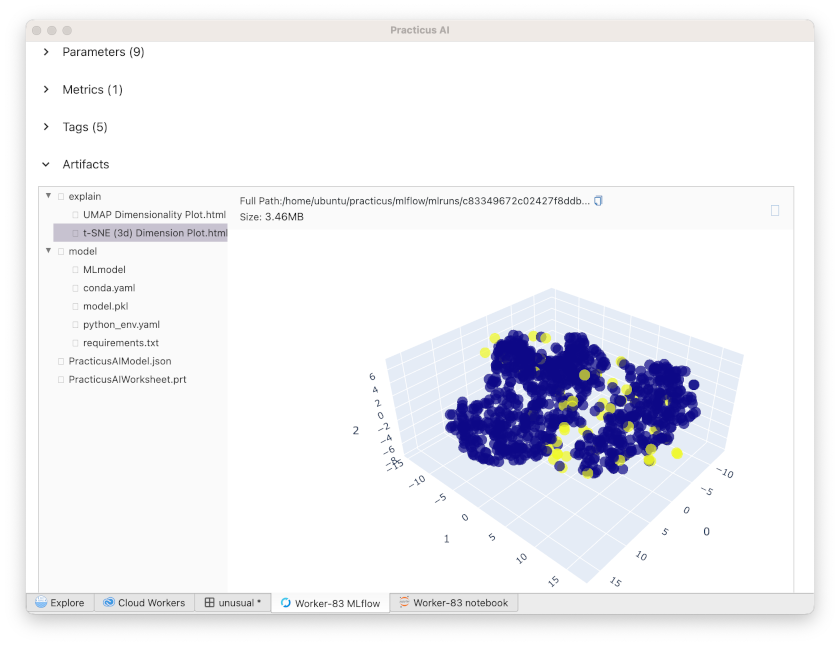 Practicus AI
Parameters (9)
Metrics (1)
Tags (5)
Artifacts
explain
UMAP Dimensionality Plot.html
t-SNE (3d) Dimension Plot.html
model
MLmodel
conda.yaml
model.pkl
python_env.yaml
requirements.txt
PracticusAIModel.json
PracticusAIWorksheet.prt
Full Path:/home/ubuntu/practicus/mlflow/mlruns/c83349672c02427f8ddb...
Size: 3.46MB
6
4
2
0
−2
−4
−6
−8
2
−15
−10
−5
0
5
10
15
1
−10
−5
0
5
10
15
0
Explore
Cloud Workers
unusual *
Worker-83 MLflow
Worker-83 notebook